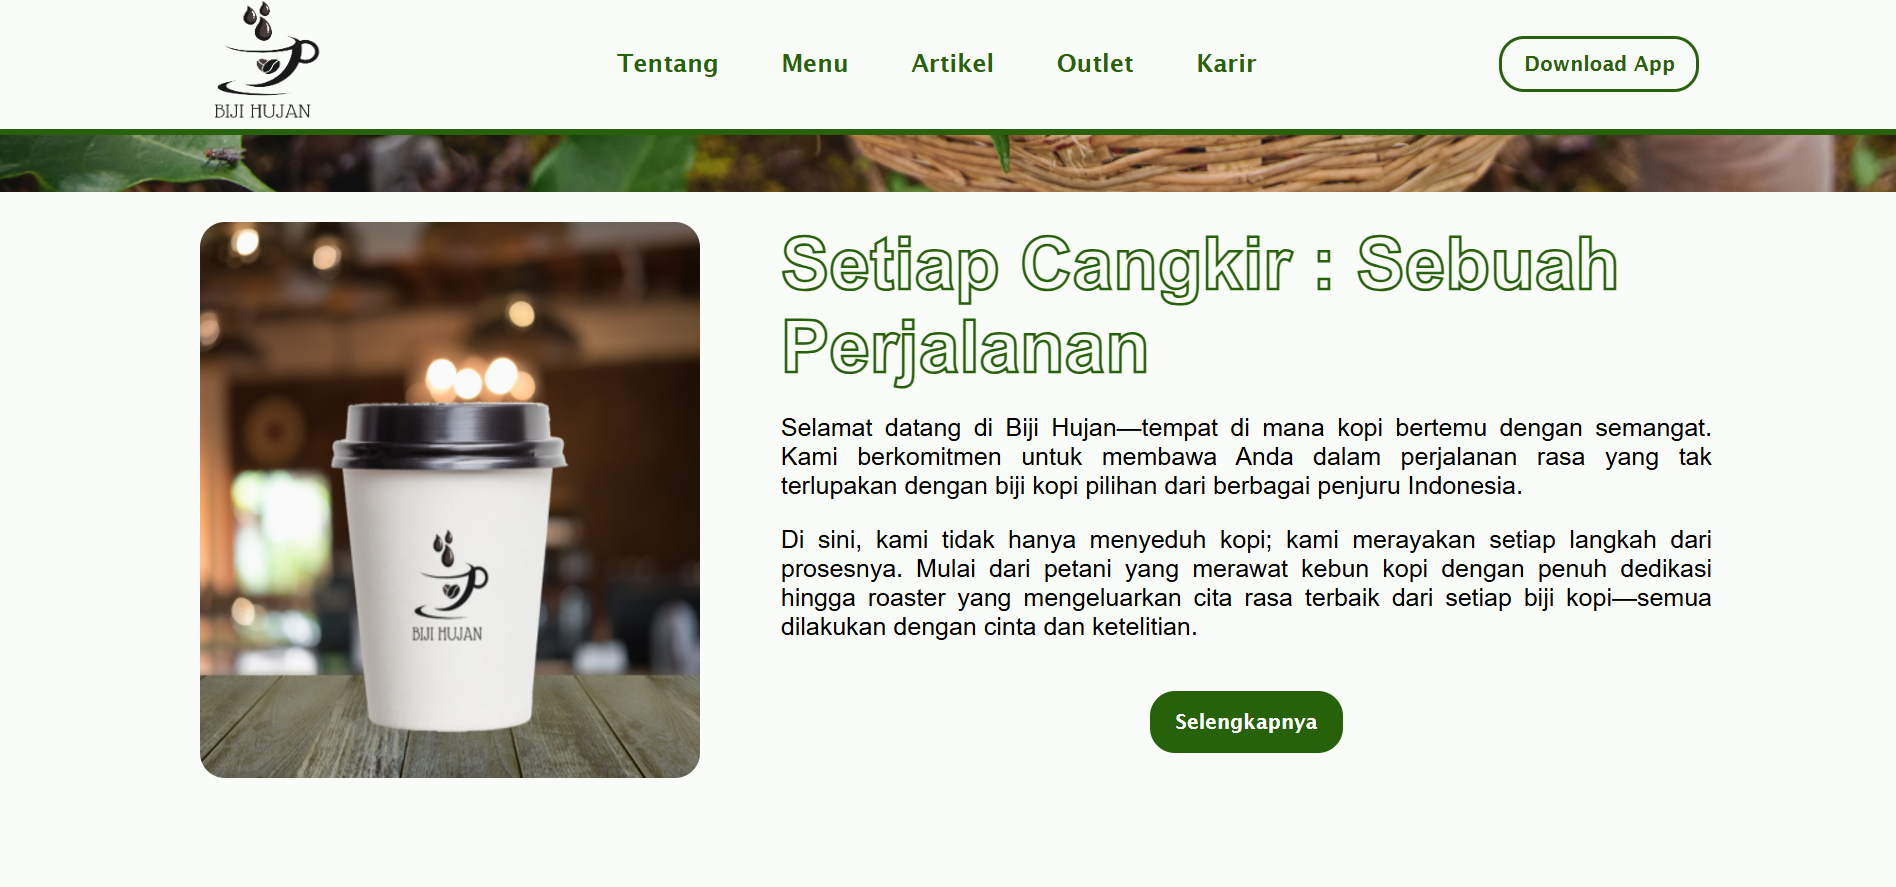 BIJI HUJAN
Tentang
Menu
Artikel
Outlet
Karir
Download App
BIJI HUJAN
Setiap Cangkir : Sebuah
Perjalanan
Selamat datang di Biji Hujan—tempat di mana kopi bertemu dengan semangat.
Kami berkomitmen untuk membawa Anda dalam perjalanan rasa yang tak
terlupakan dengan biji kopi pilihan dari berbagai penjuru Indonesia.
Di sini, kami tidak hanya menyeduh kopi; kami merayakan setiap langkah dari
prosesnya. Mulai dari petani yang merawat kebun kopi dengan penuh dedikasi
hingga roaster yang mengeluarkan cita rasa terbaik dari setiap biji kopi—semua
dilakukan dengan cinta dan ketelitian.
Selengkapnya